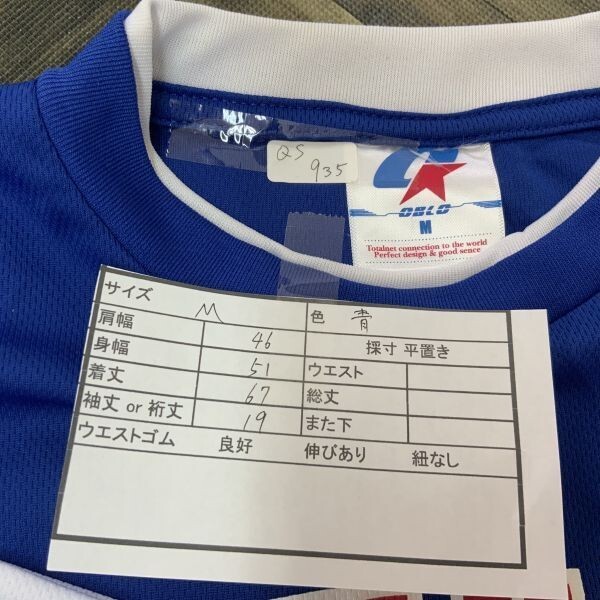 QS
935
OBLO
M
Totalnet connection to the world
Perfect design & good sence
サイズ M 色 青
肩幅 46 採寸 平置き
身幅 51 ウエスト
着丈 67 総丈
袖丈 or 裄丈 19 また下
ウエストゴム 良好 伸びあり 紐なし